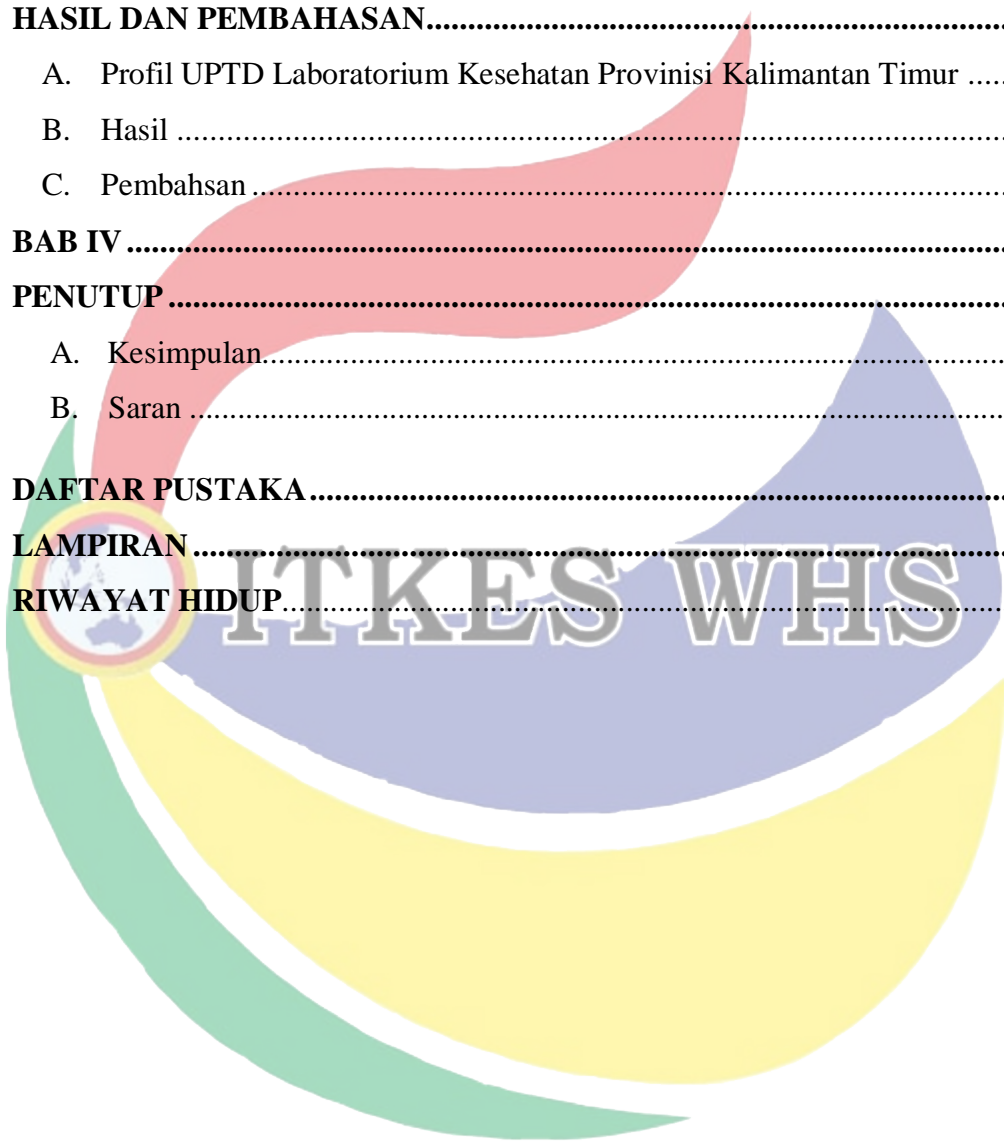 HASIL DAN PEMBAHASAN....................................................................................
A. Profil UPTD Laboratorium Kesehatan Provinisi Kalimantan Timur .....
B. Hasil ....................................................................................
C. Pembahsan ....................................................................................
BAB IV ....................................................................................
PENUTUP ....................................................................................
A. Kesimpulan....................................................................................
B. Saran ....................................................................................
DAFTAR PUSTAKA....................................................................................
LAMPIRAN ....................................................................................
ITKES WHS
RIWAYAT HIDUP....................................................................................